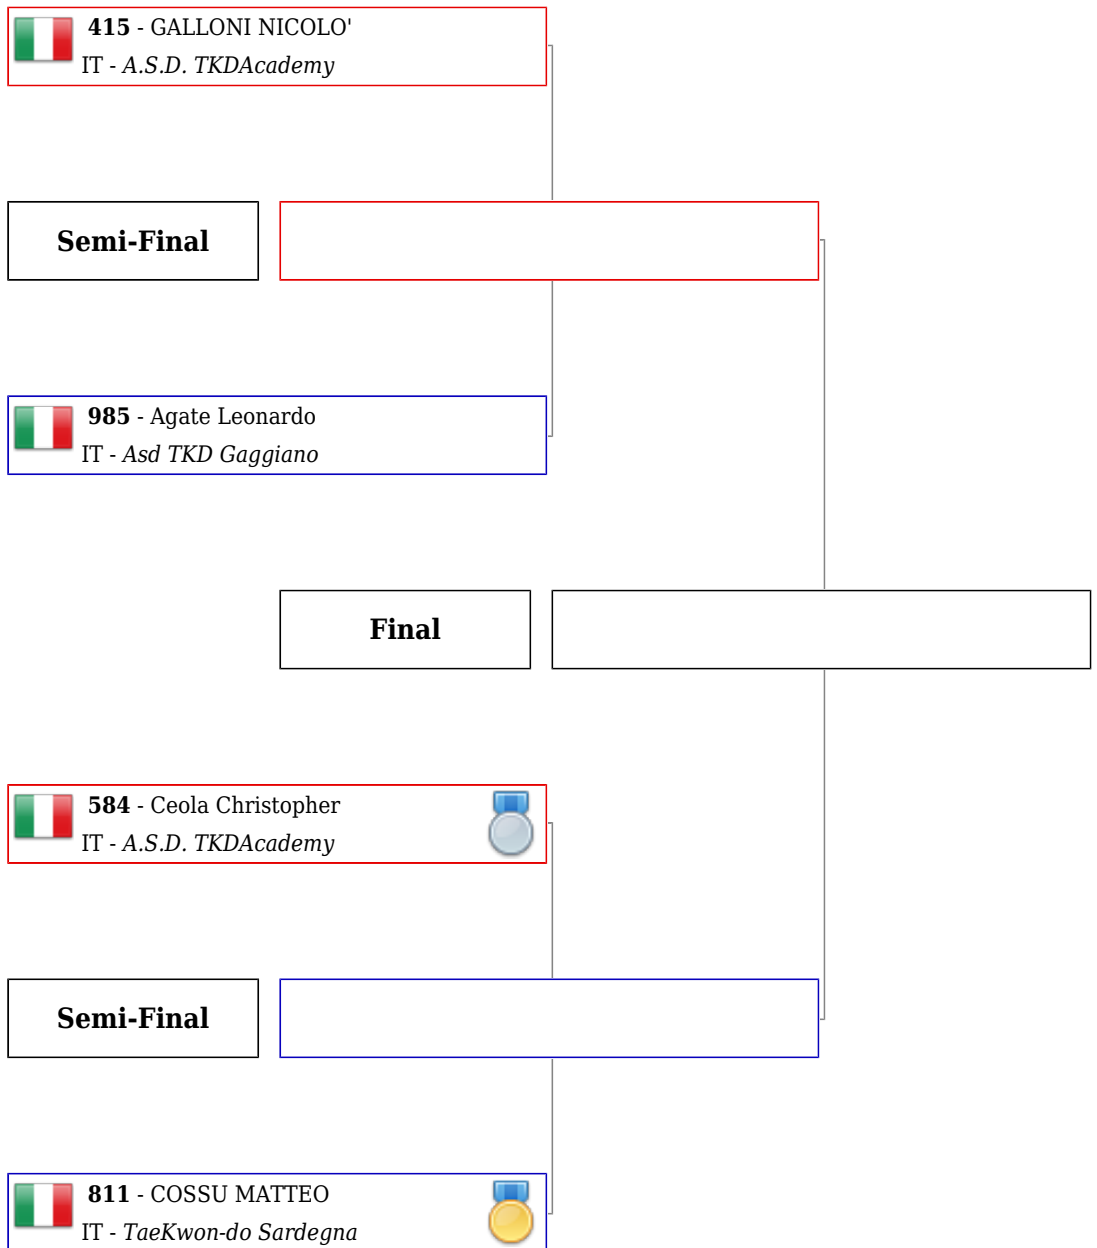 415 - GALLONI NICOLO'
IT - A.S.D. TKDAcademy
Semi-Final
985 - Agate Leonardo
IT - Asd TKD Gaggiano
Final
584 - Ceola Christopher
IT - A.S.D. TKDAcademy
Semi-Final
811 - COSSU MATTEO
IT - TaeKwon-do Sardegna